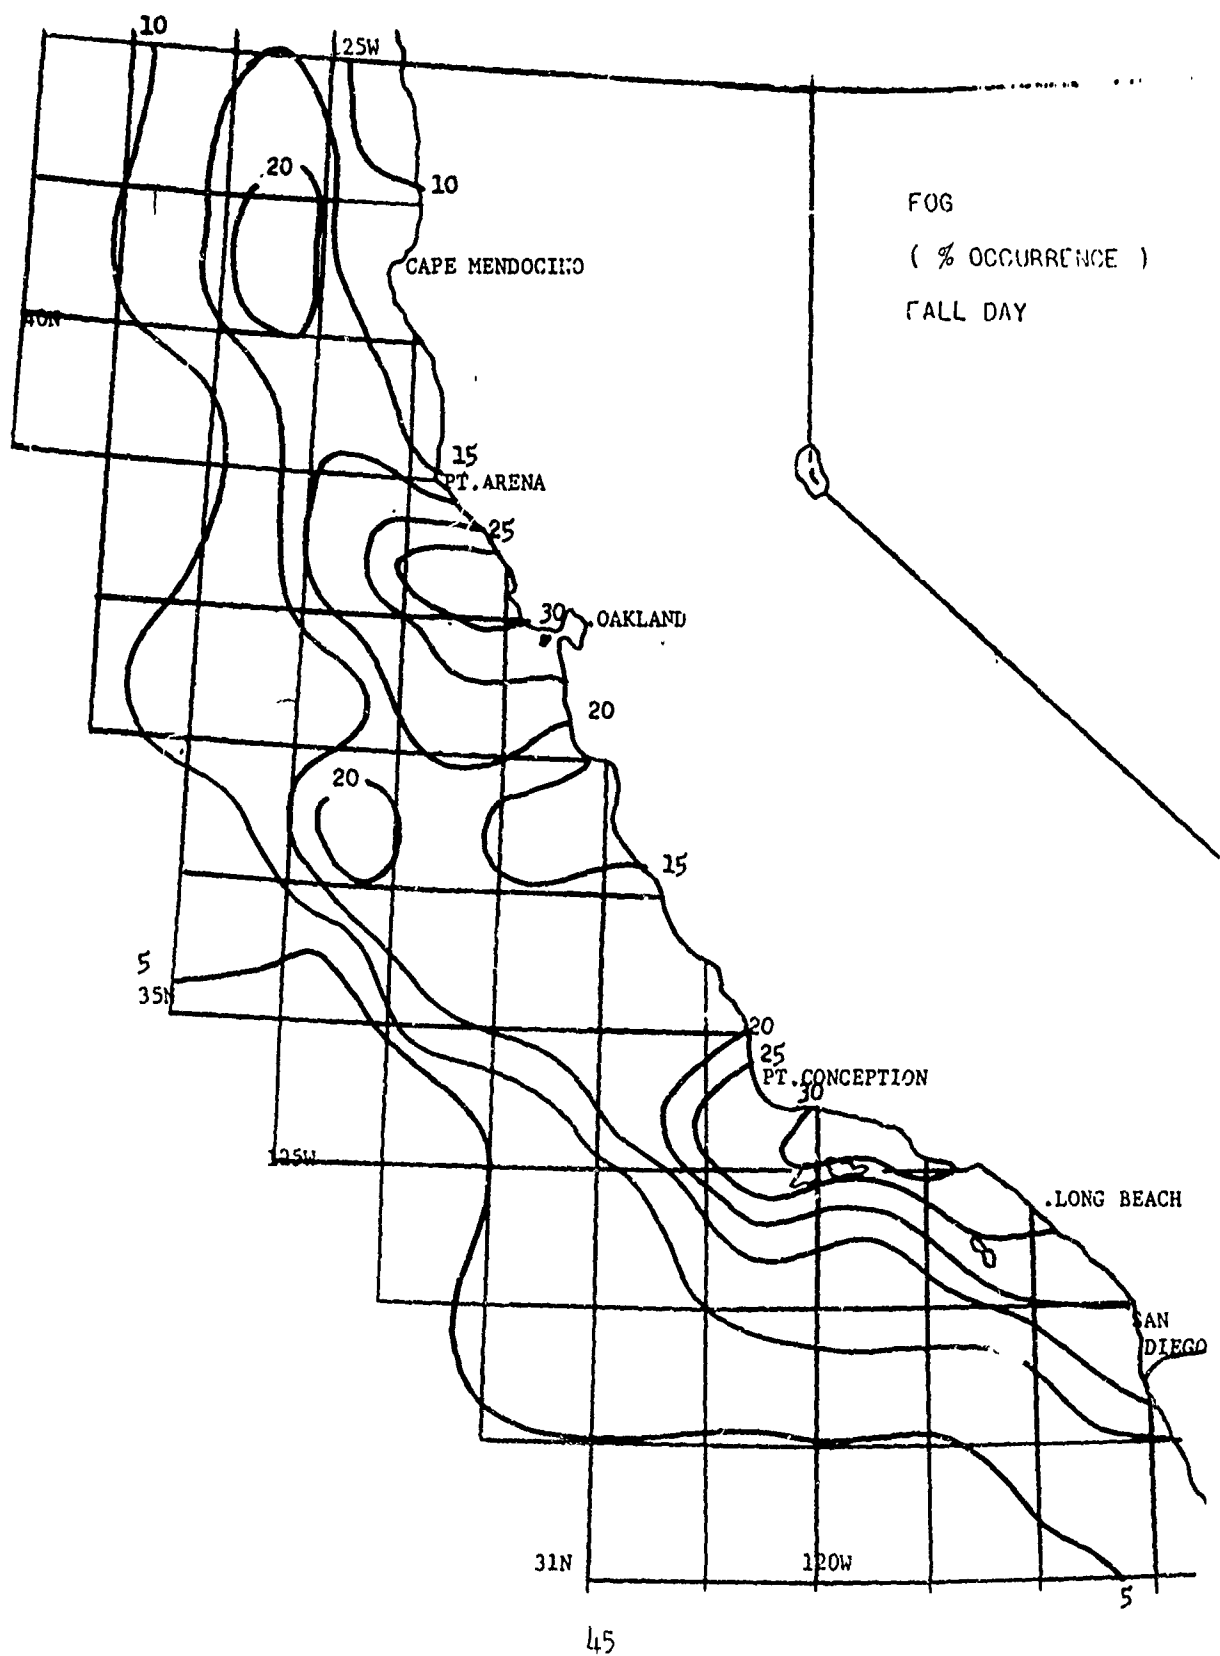 10
25W
20
10
FOG
( % OCCURRENCE )
FALL DAY
CAPE MENDOCINO
40N
15
PT.ARENA
25
30
.OAKLAND
20
20
15
5
35N
20
25
PT.CONCEPTION
30
125W
.LONG BEACH
SAN
DIEGO
31N
120W
5
45